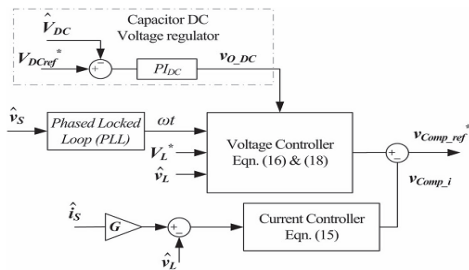 Capacitor DC
Voltage regulator
V̂DC
VDCref*
PIDC
vO_DC
v̂S
Phased Locked
Loop (PLL)
ωt
VL*
v̂L
Voltage Controller
Eqn. (16) & (18)
vComp_ref*
vComp_i
îS
G
v̂L
Current Controller
Eqn. (15)